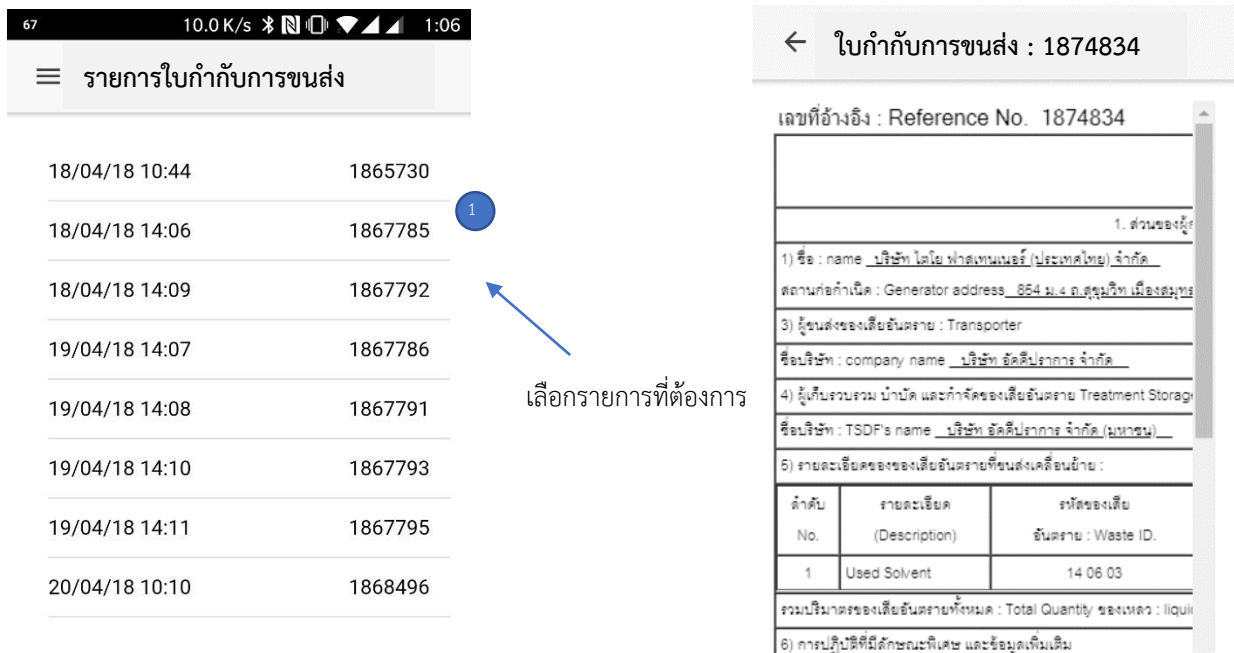 67 10.0 K/s 1:06
รายการใบกำกับการขนส่ง
18/04/18 10:44 1865730
18/04/18 14:06 1867785
18/04/18 14:09 1867792
19/04/18 14:07 1867786
19/04/18 14:08 1867791
19/04/18 14:10 1867793
19/04/18 14:11 1867795
20/04/18 10:10 1868496
1
เลือกรายการที่ต้องการ
ใบกำกับการขนส่ง : 1874834
เลขที่อ้างอิง : Reference No. 1874834
1. ส่วนของผู้ก
1) ชื่อ : name บริษัท ไตโย ฟาสเทนเนอร์ (ประเทศไทย) จำกัด
สถานก่อกำเนิด : Generator address 854 ม.4 ถ.สุขุมวิท เมืองสมุทร
3) ผู้ขนส่งของเสียอันตราย : Transporter
ชื่อบริษัท : company name บริษัท อัคคีปราการ จำกัด
4) ผู้เก็บรวบรวม บำบัด และกำจัดของเสียอันตราย Treatment Storage
ชื่อบริษัท : TSDF's name บริษัท อัคคีปราการ จำกัด (มหาชน)
5) รายละเอียดของของเสียอันตรายที่ขนส่งเคลื่อนย้าย :
ลำดับ รายละเอียด รหัสของเสีย
No. (Description) อันตราย : Waste ID.
1 Used Solvent 14 06 03
รวมปริมาตรของเสียอันตรายทั้งหมด : Total Quantity ของเหลว : liquid
6) การปฏิบัติที่มีลักษณะพิเศษ และข้อมูลเพิ่มเติม